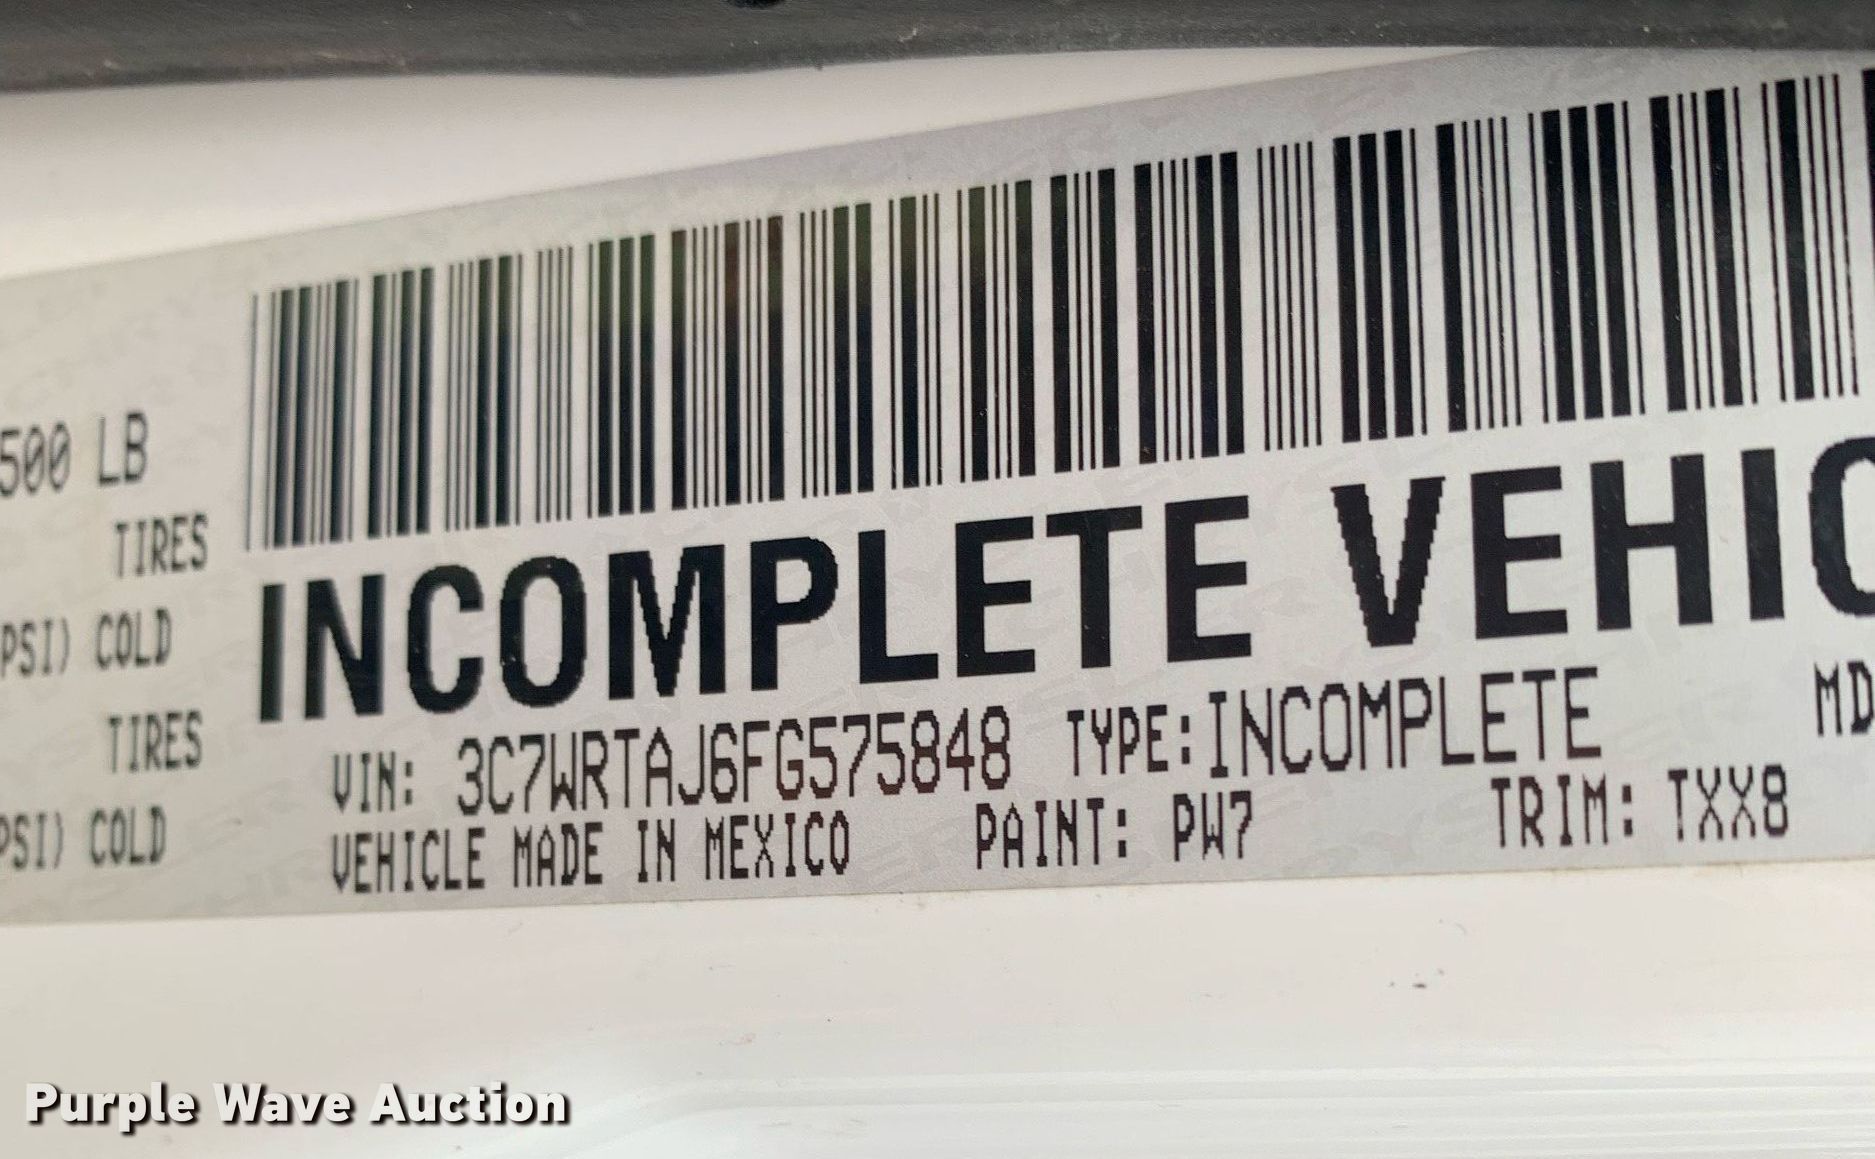 500 LB
TIRES
PSI) COLD
TIRES
PSI) COLD
INCOMPLETE VEHIC
VIN: 3C7WRTAJ6FG575848 TYPE:INCOMPLETE MD
VEHICLE MADE IN MEXICO PAINT: PW7 TRIM: TXX8
Purple Wave Auction